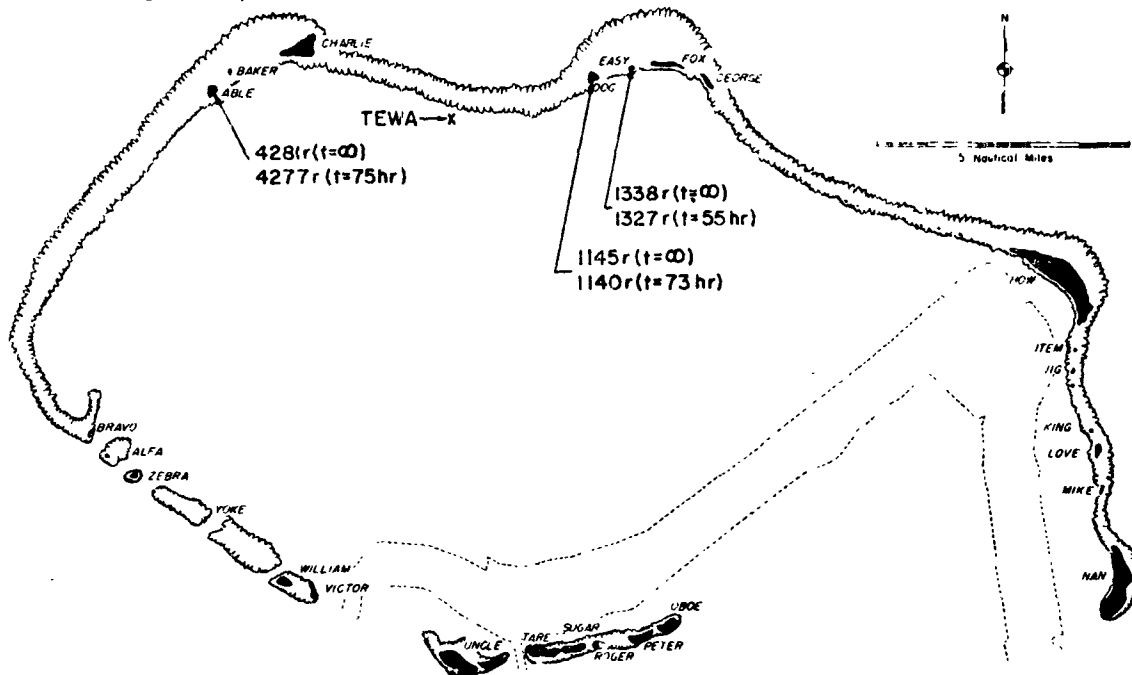 N
CHARLIE
BAKER
ABLE
EASY
FOX
DOG
GEORGE
TEWA→x
5 Nautical Miles
4281r(t=∞)
4277r(t=75hr)
1338r(t=∞)
1327r(t=55hr)
1145r(t=∞)
1140r(t=73hr)
HOW
ITEM
JIG
KING
LOVE
MIKE
NAN
BRAVO
ALFA
ZEBRA
YOKE
WILLIAM
VICTOR
OBOE
SUGAR
TARE
UNCLE
PETER
ROGER